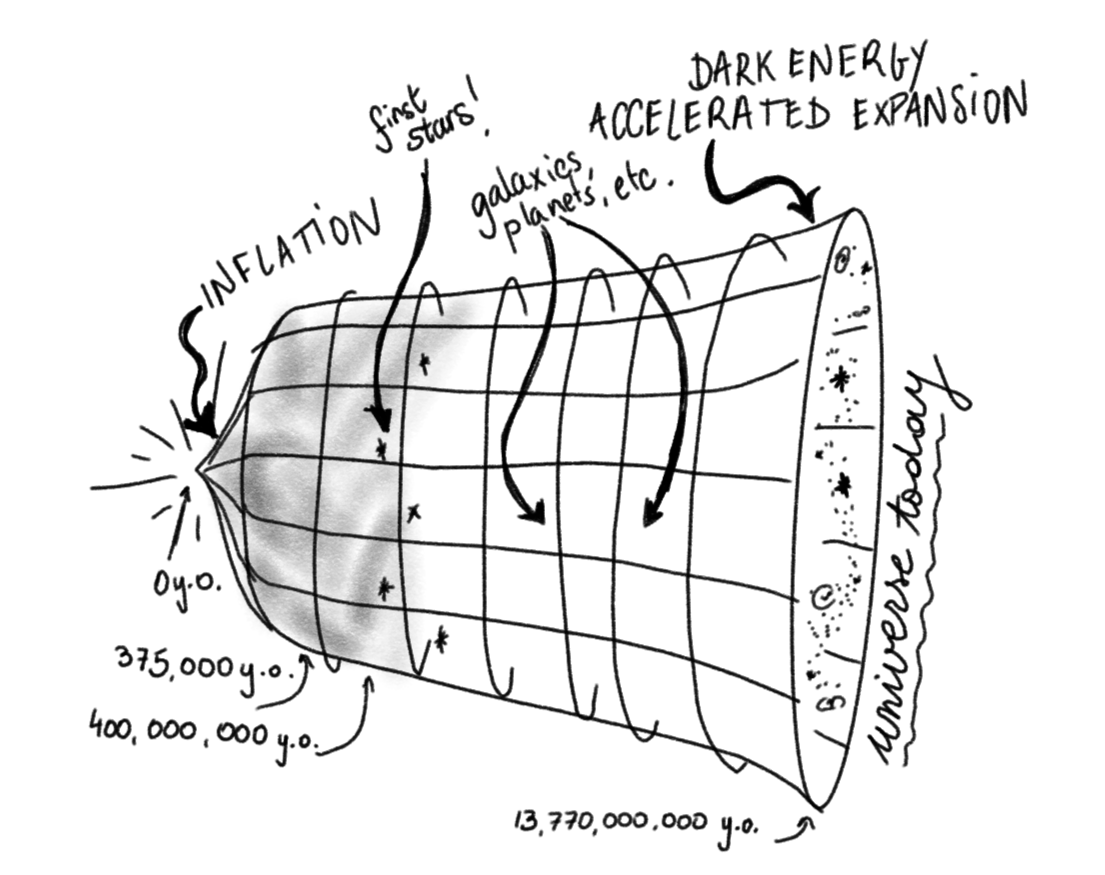 DARK ENERGY
ACCELERATED EXPANSION
first
stars!
galaxies,
planets, etc.
INFLATION
0 y.o.
375,000 y.o.
400,000,000 y.o.
universe today
13,770,000.000 y.o.